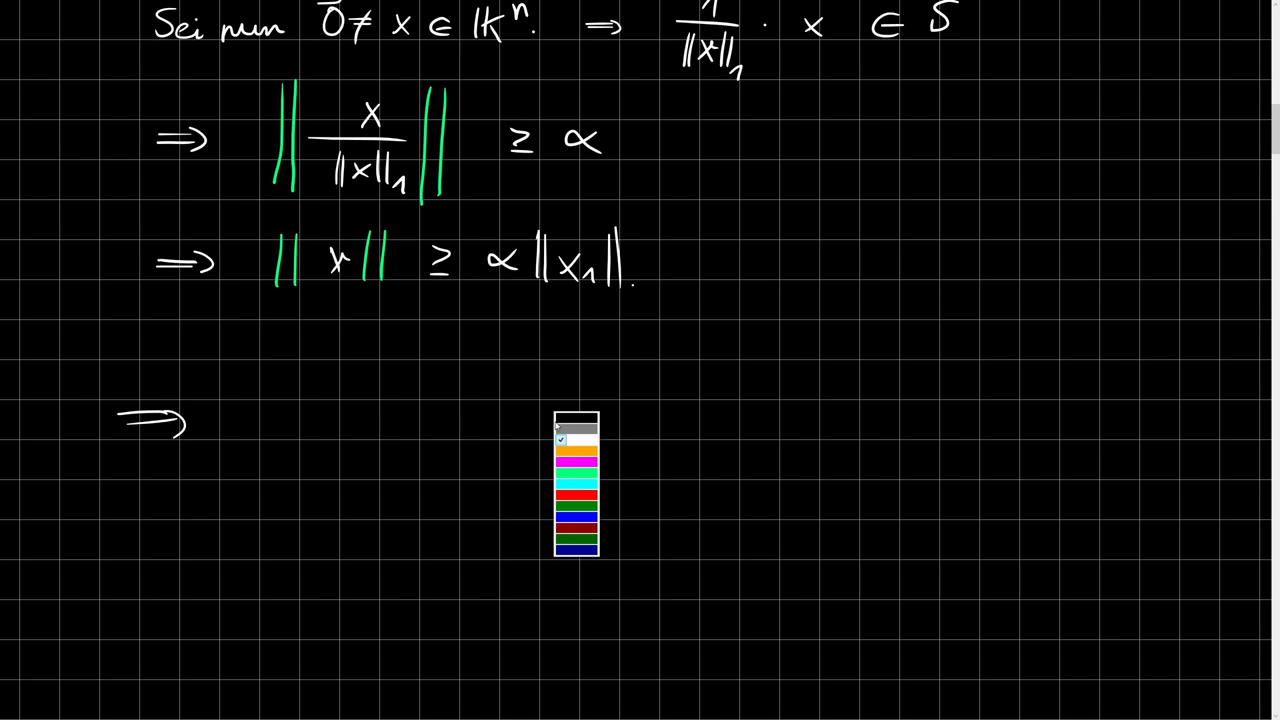 Sei nun 0⃗ ≠ x ∈ 𝕂ⁿ. ⇒ 1/‖x‖₁ · x ∈ S
⇒ ‖ x/‖x‖₁ ‖ ≥ α
⇒ ‖x‖ ≥ α‖x₁‖.
⇒